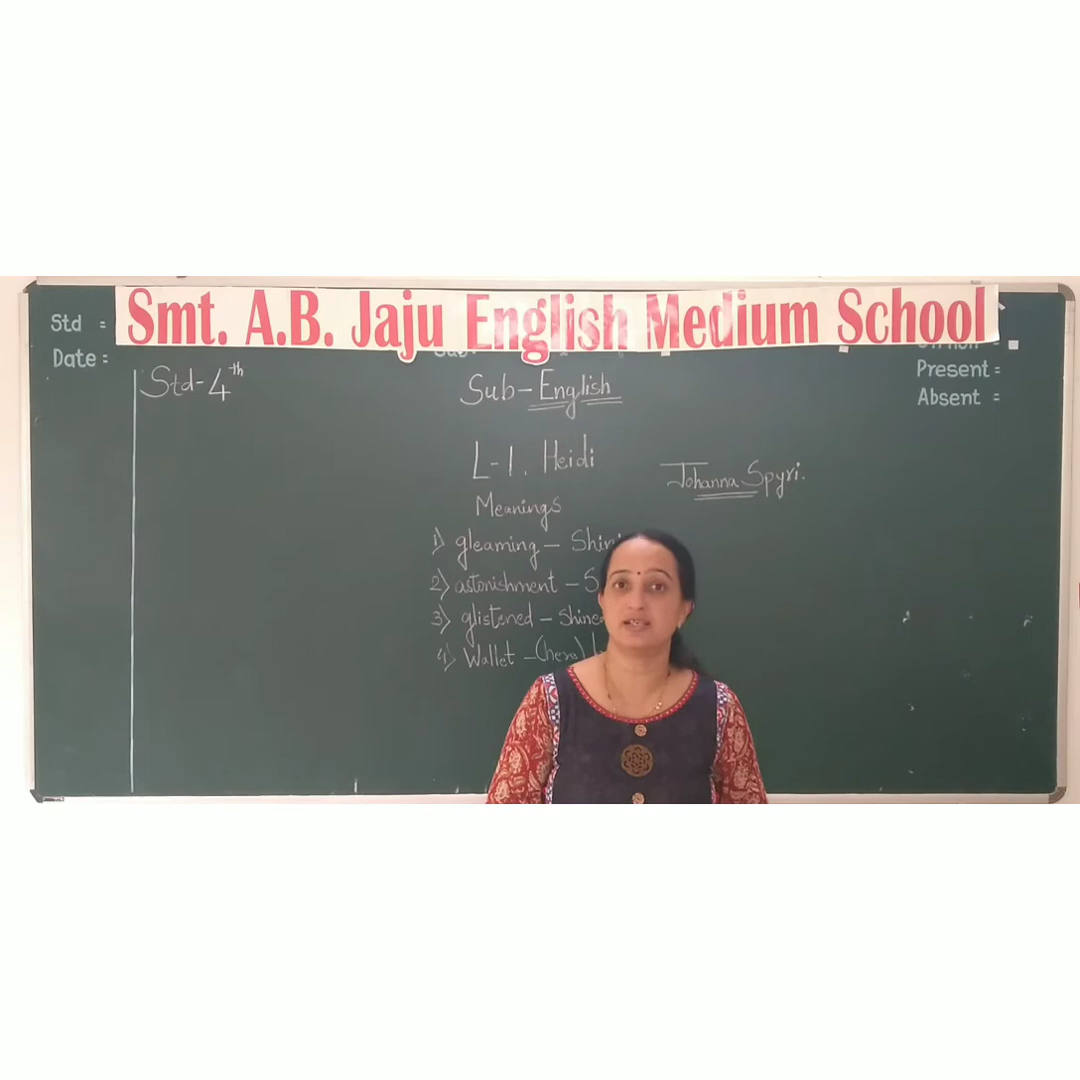 Smt. A.B. Jaju English Medium School
Std :
Date :
Present :
Absent :
Std - 4th
Sub - English
L-1. Heidi
Johanna Spyri.
Meanings
1) gleaming -
2) astonishment -
3) glistened -
4) Wallet - (here)